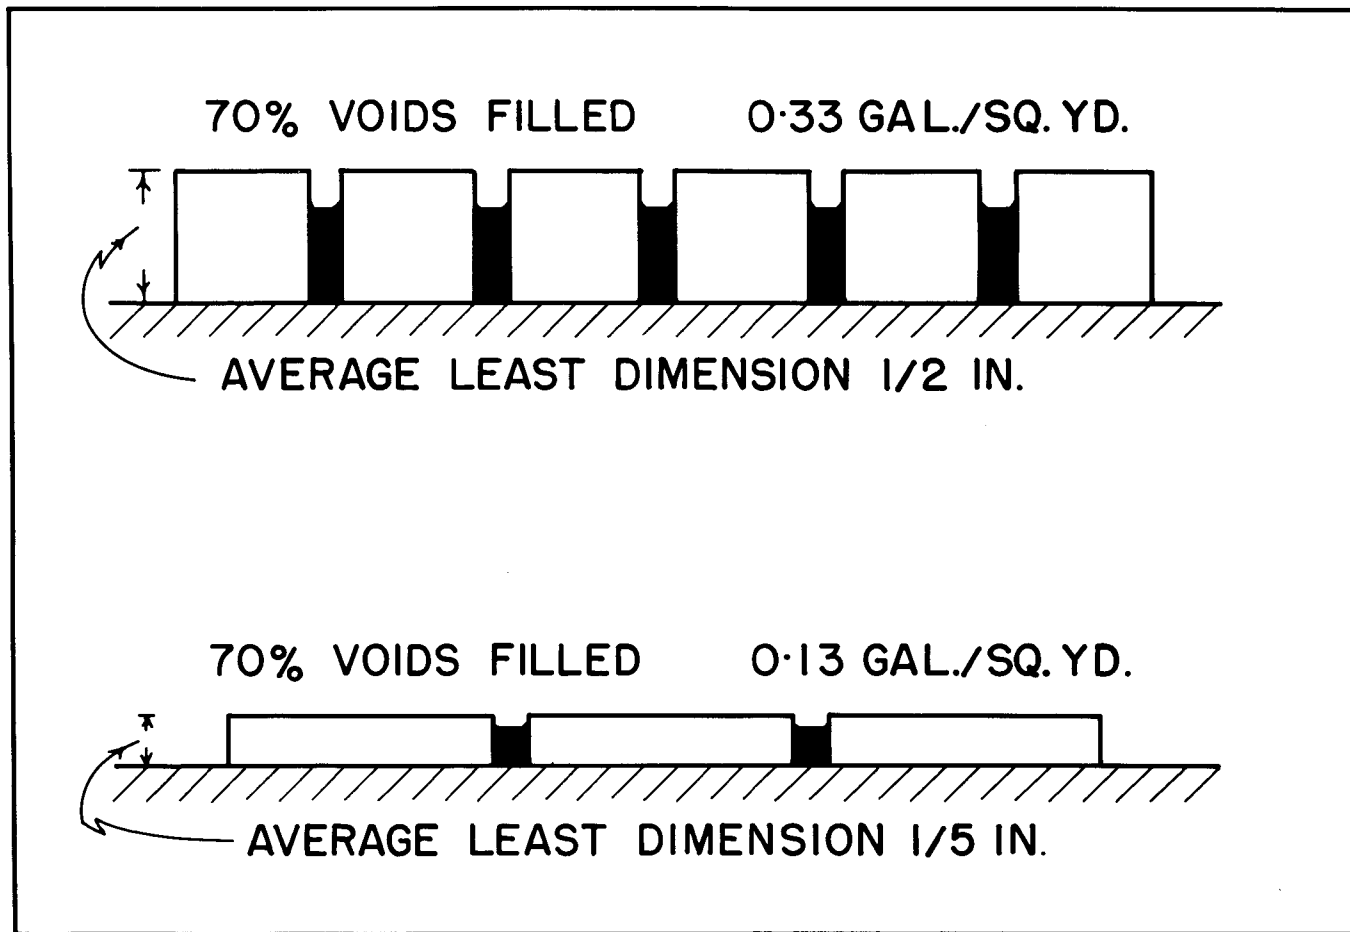 70% VOIDS FILLED 0·33 GAL./SQ. YD.
AVERAGE LEAST DIMENSION 1/2 IN.
70% VOIDS FILLED 0·13 GAL./SQ. YD.
AVERAGE LEAST DIMENSION 1/5 IN.